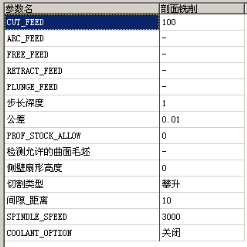 参数名 剖面铣削
CUT_FEED 100
ARC_FEED -
FREE_FEED -
RETRACT_FEED -
PLUNGE_FEED -
步长深度 1
公差 0.01
PROF_STOCK_ALLOW 0
检测允许的曲面毛坯 -
侧壁扇形高度 0
切割类型 攀升
间隙_距离 10
SPINDLE_SPEED 3000
COOLANT_OPTION 关闭